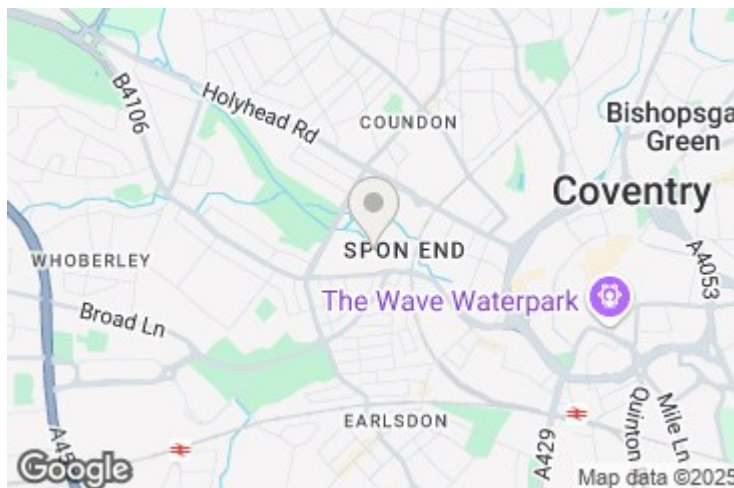 B4106
Holyhead Rd
COUNDON
Bishopsga
Green
Coventry
WHOBERLEY
SPON END
A4053
The Wave Waterpark
Broad Ln
EARLSDON
A429
Quinton
Mile Ln
A45
Google
Map data ©2025